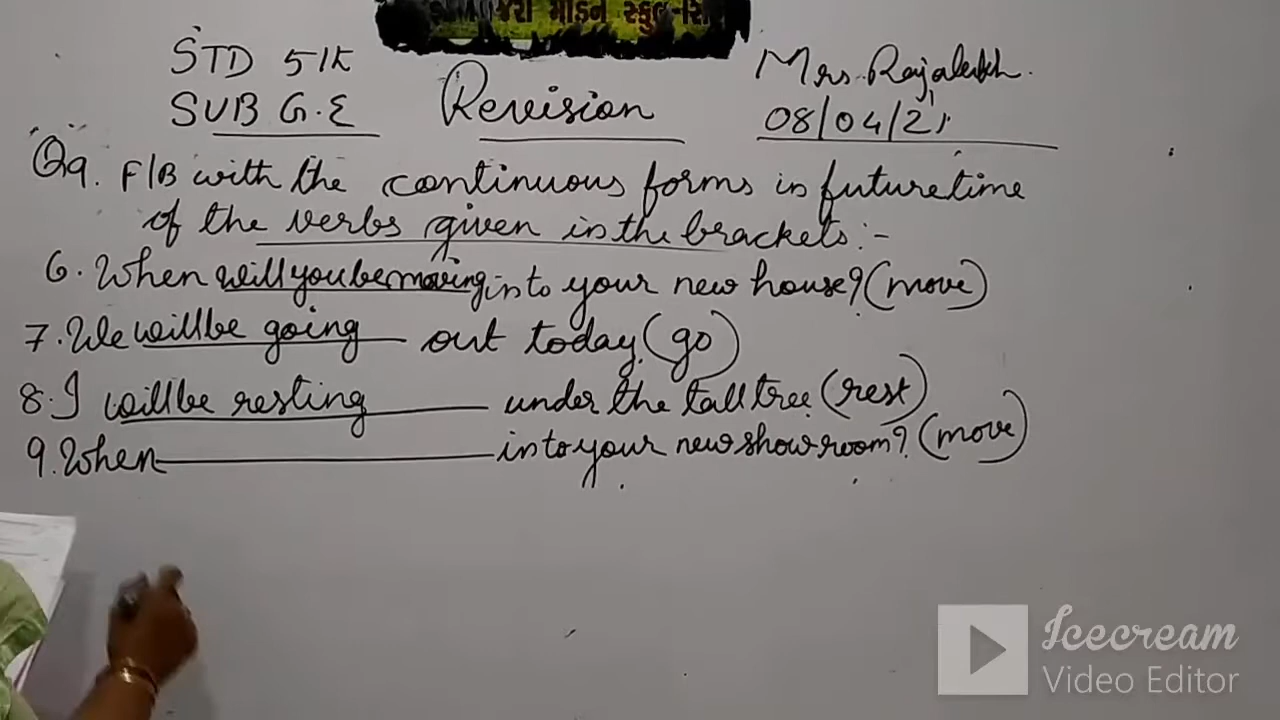 મોડર્ન સ્કૂલ
STD 5th
SUB G.E
Revision
Mrs. Rajalekh.
08/04/21
Q9. F/B with the continuous forms in future time
of the verbs given in the brackets:-
6. When will you be moving into your new house? (move)
7. We will be going out today. (go)
8. I will be resting under the tall tree. (rest)
9. When into your new showroom? (move)
Icecream
Video Editor